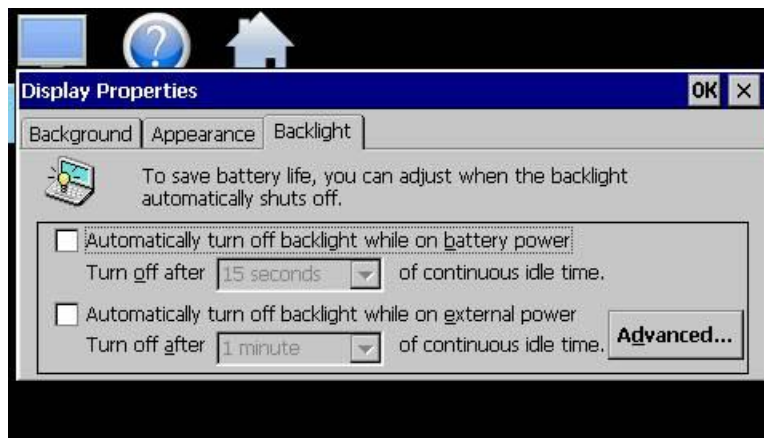 ?
Display Properties OK ×
Background Appearance Backlight
To save battery life, you can adjust when the backlight
automatically shuts off.
Automatically turn off backlight while on battery power
Turn off after 15 seconds of continuous idle time.
Automatically turn off backlight while on external power
Turn off after 1 minute of continuous idle time.
Advanced...